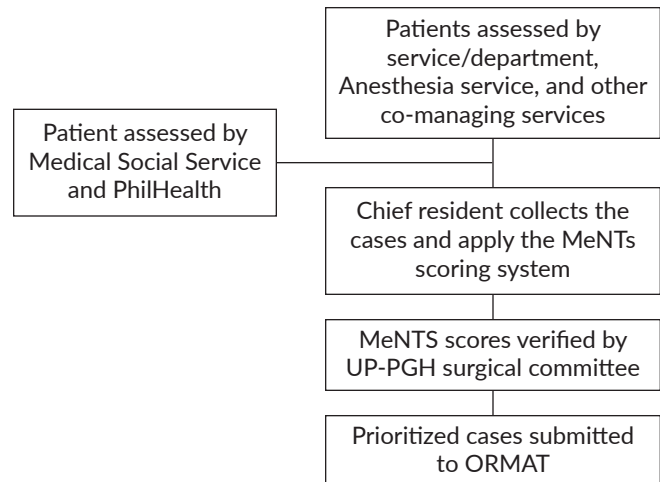 Patients assessed by
service/department,
Anesthesia service, and other
co-managing services
Patient assessed by
Medical Social Service
and PhilHealth
Chief resident collects the
cases and apply the MeNTs
scoring system
MeNTS scores verified by
UP-PGH surgical committee
Prioritized cases submitted
to ORMAT